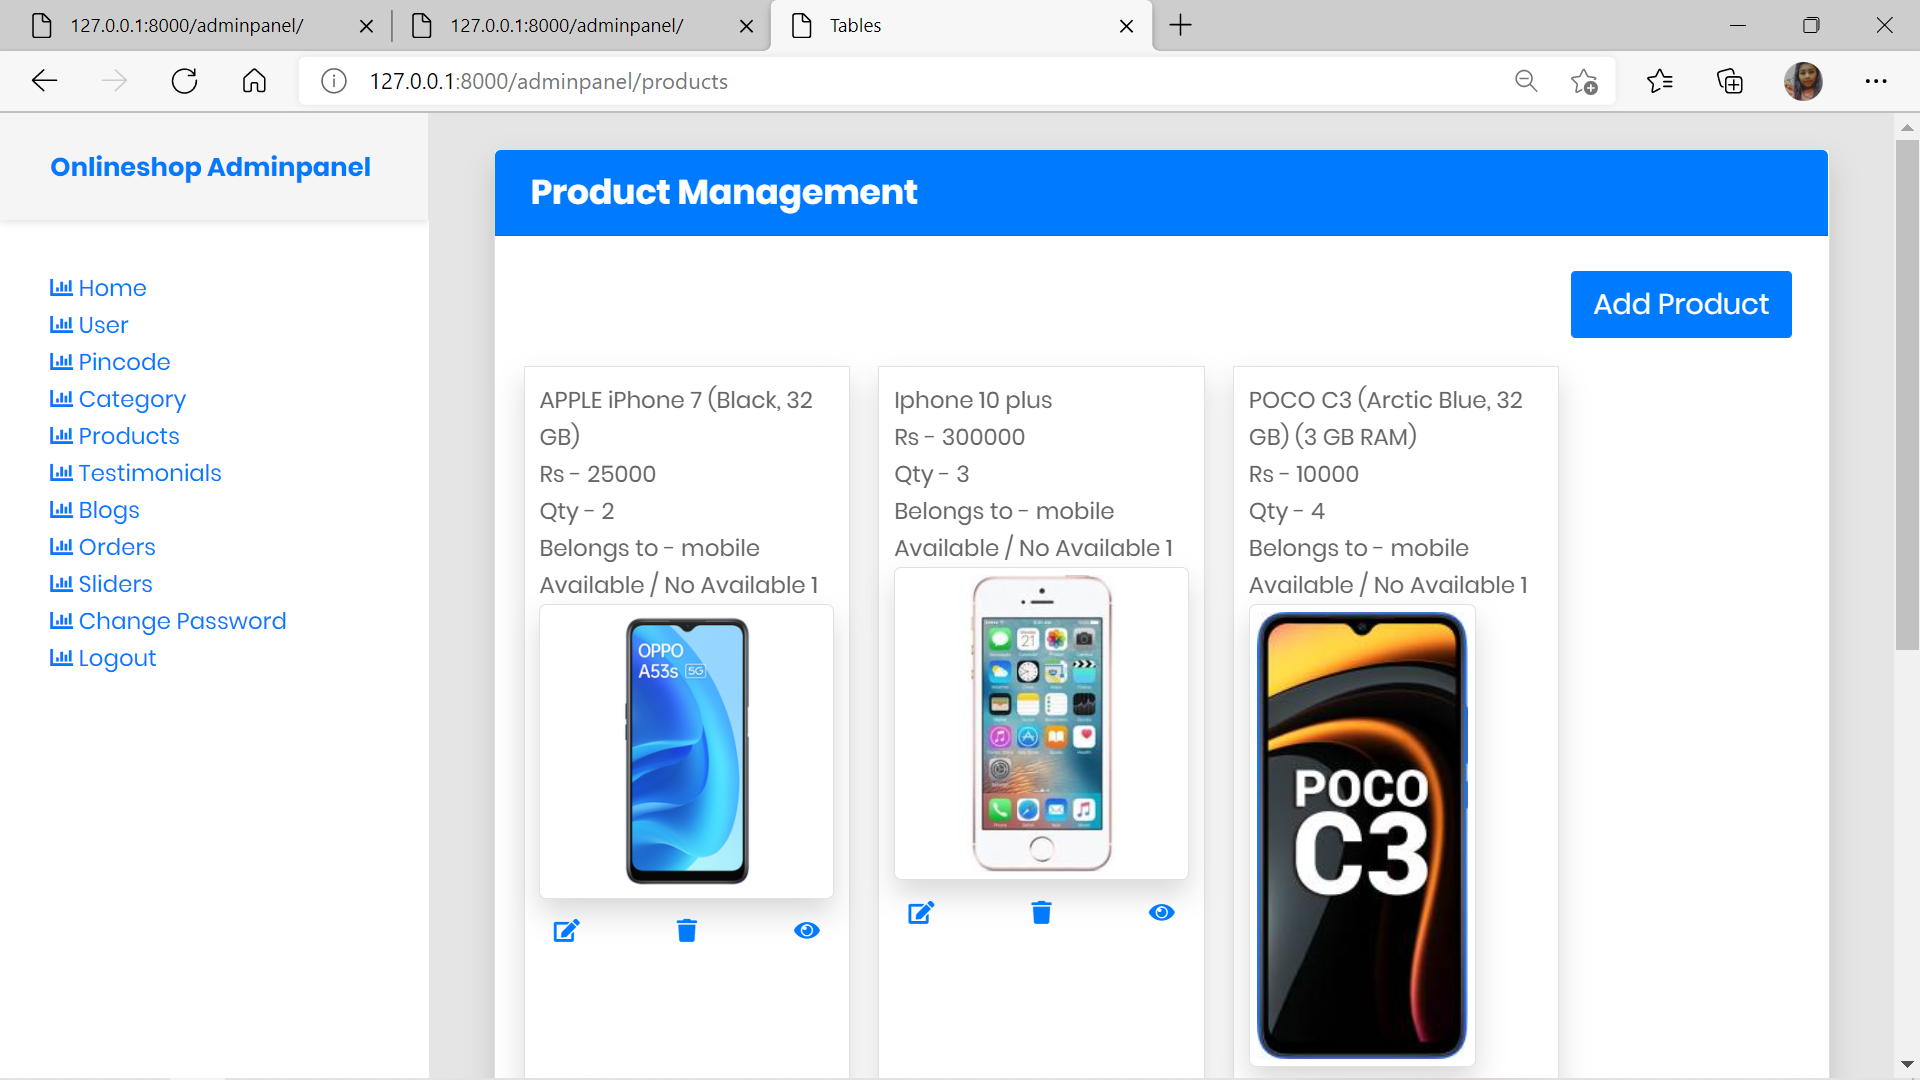 127.0.0.1:8000/adminpanel/
127.0.0.1:8000/adminpanel/
Tables
127.0.0.1:8000/adminpanel/products
Onlineshop Adminpanel
Home
User
Pincode
Category
Products
Testimonials
Blogs
Orders
Sliders
Change Password
Logout
Product Management
Add Product
APPLE iPhone 7 (Black, 32
GB)
Rs - 25000
Qty - 2
Belongs to - mobile
Available / No Available 1
OPPO
A53s 5G
Iphone 10 plus
Rs - 300000
Qty - 3
Belongs to - mobile
Available / No Available 1
POCO C3 (Arctic Blue, 32
GB) (3 GB RAM)
Rs - 10000
Qty - 4
Belongs to - mobile
Available / No Available 1
POCO
C3